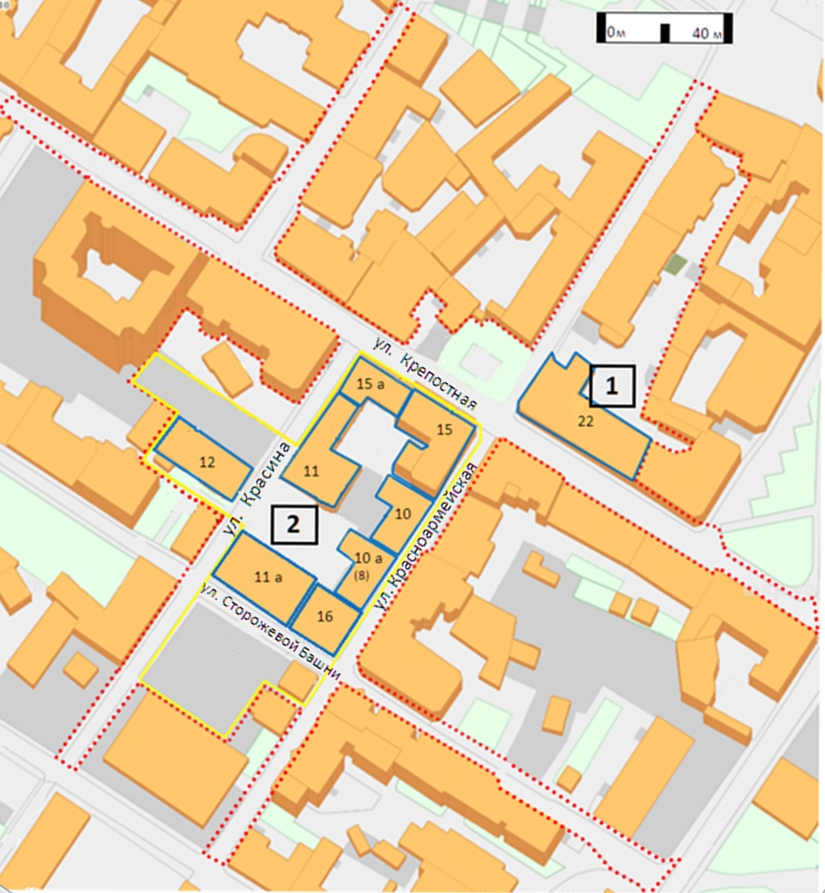 0м 40 м
ул. Крепостная
1
15 а
15
22
11
12
ул. Красина
10
2
ул. Красноармейская
10 а
(8)
11 а
16
ул. Сторожевой Башни